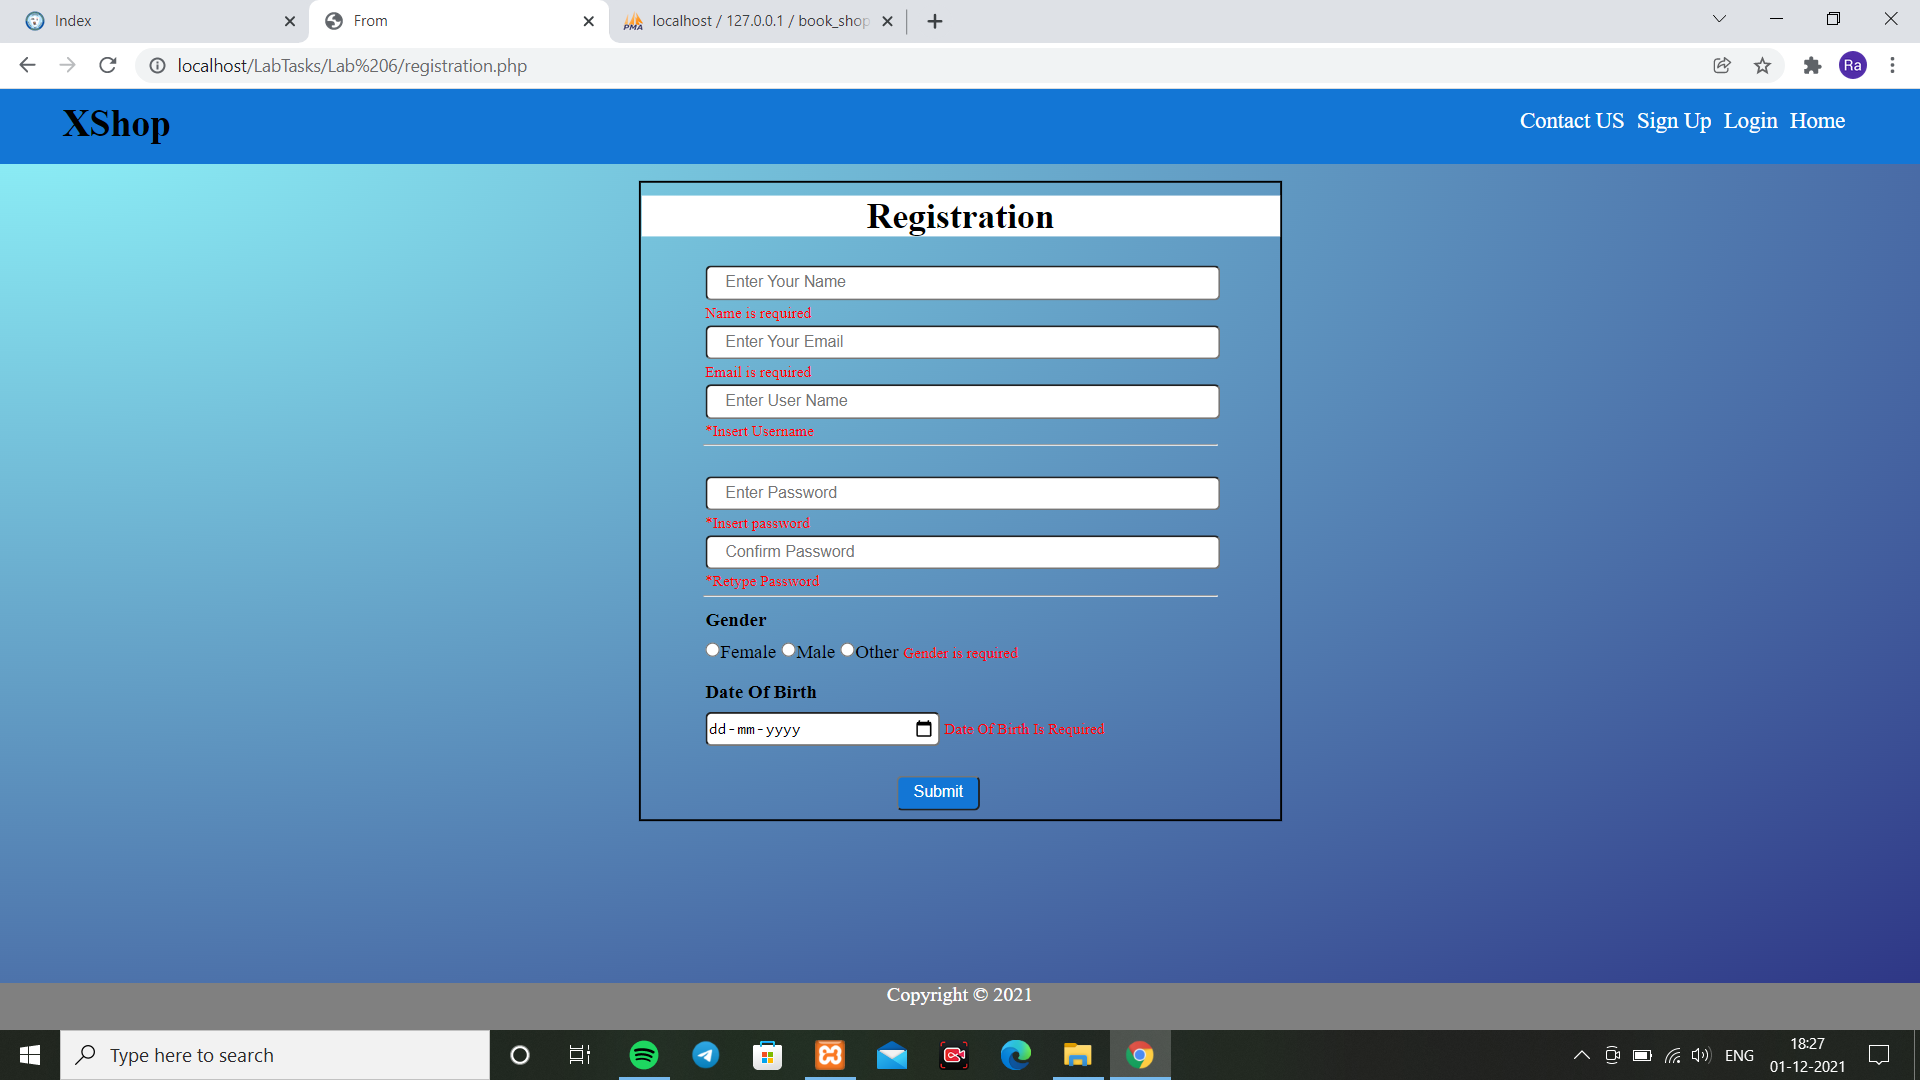 Index
From
localhost / 127.0.0.1 / book_shop
localhost/LabTasks/Lab%206/registration.php
Ra
XShop
Contact US Sign Up Login Home
Registration
Enter Your Name
Name is required
Enter Your Email
Email is required
Enter User Name
*Insert Username
Enter Password
*Insert password
Confirm Password
*Retype Password
Gender
Female Male Other Gender is required
Date Of Birth
dd-mm-yyyy Date Of Birth Is Required
Submit
Copyright © 2021
Type here to search
ENG
18:27
01-12-2021
PMA